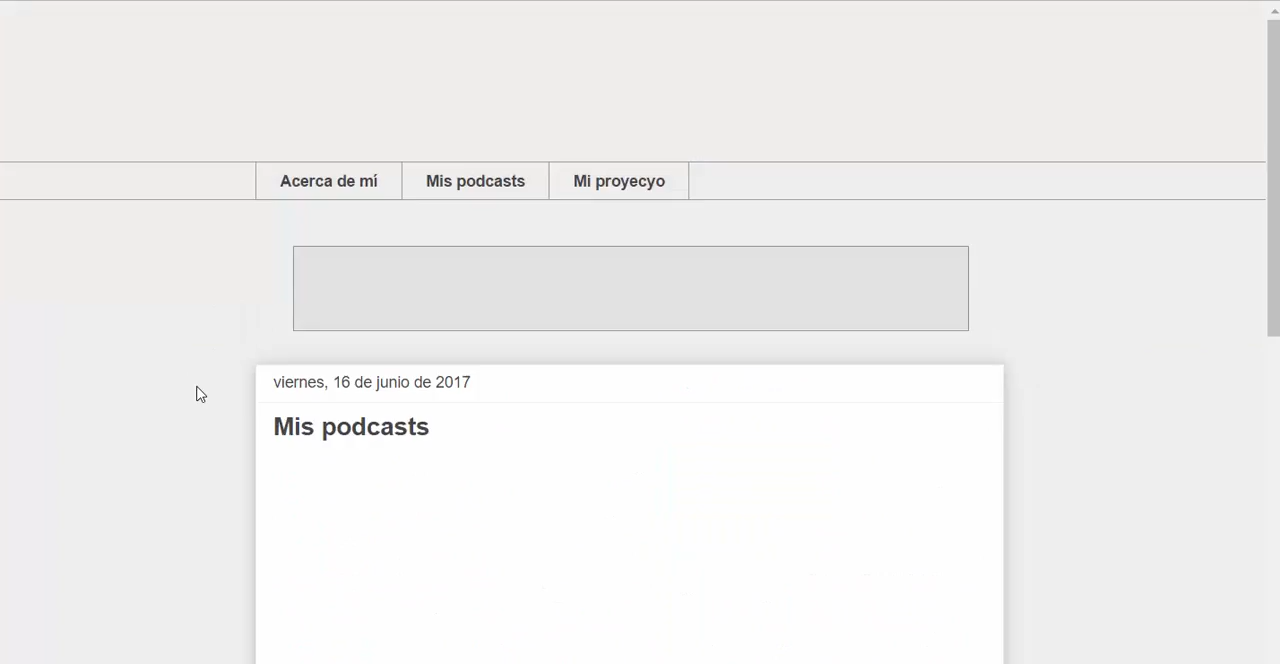 Acerca de mí
Mis podcasts
Mi proyecyo
viernes, 16 de junio de 2017
Mis podcasts